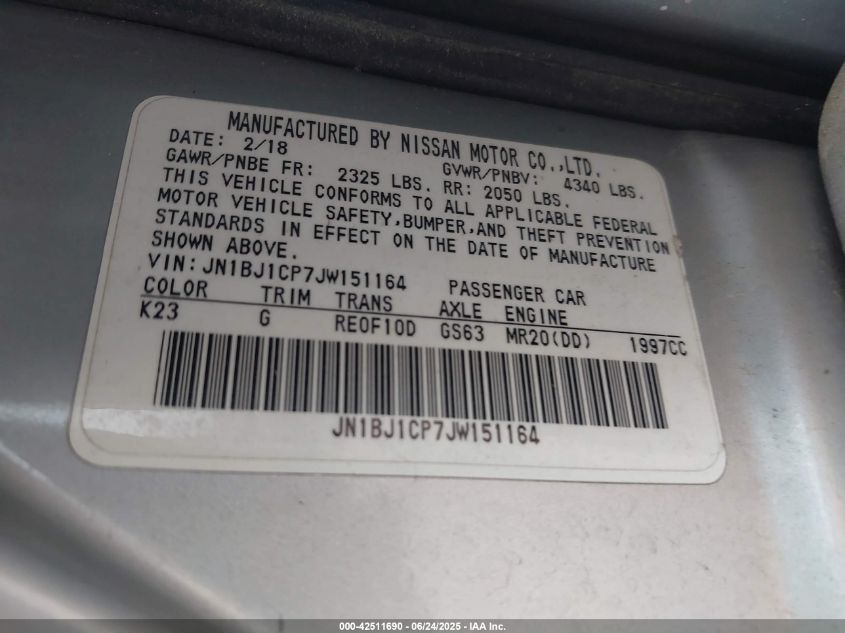 MANUFACTURED BY NISSAN MOTOR CO.,LTD.
DATE: 2/18 GVWR/PNBV: 4340 LBS.
GAWR/PNBE FR: 2325 LBS. RR: 2050 LBS.
THIS VEHICLE CONFORMS TO ALL APPLICABLE FEDERAL
MOTOR VEHICLE SAFETY,BUMPER,AND THEFT PREVENTION
STANDARDS IN EFFECT ON THE DATE OF MANUFACTURE
SHOWN ABOVE.
VIN:JN1BJ1CP7JW151164 PASSENGER CAR
COLOR TRIM TRANS AXLE ENGINE
K23 G RE0F10D GS63 MR20(DD) 1997CC
JN1BJ1CP7JW151164
000-42511690 - 06/24/2025 - IAA Inc.